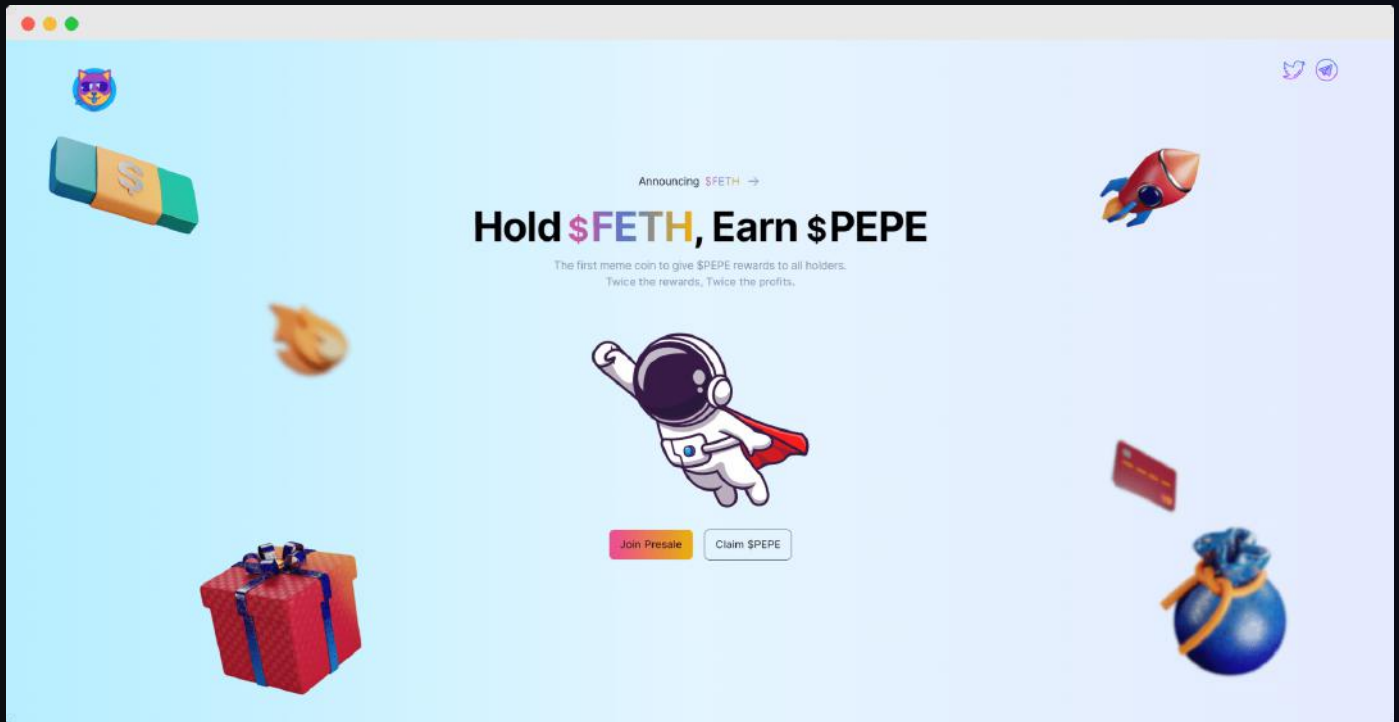 Announcing $FETH →
Hold $FETH, Earn $PEPE
The first meme coin to give $PEPE rewards to all holders.
Twice the rewards, Twice the profits.
Join Presale
Claim $PEPE